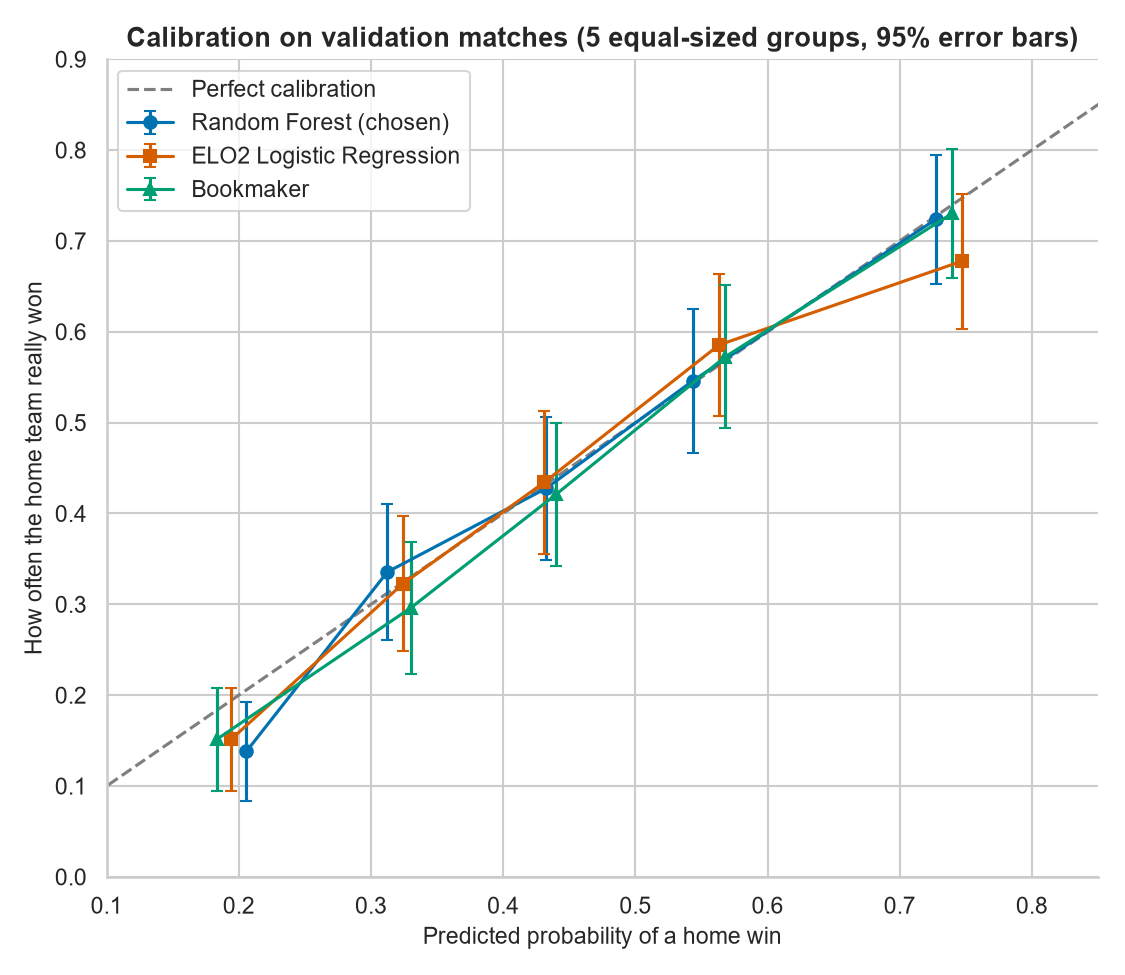 Calibration on validation matches (5 equal-sized groups, 95% error bars)
Perfect calibration
Random Forest (chosen)
ELO2 Logistic Regression
Bookmaker
How often the home team really won
0.9
0.8
0.7
0.6
0.5
0.4
0.3
0.2
0.1
0.0
0.1 0.2 0.3 0.4 0.5 0.6 0.7 0.8
Predicted probability of a home win